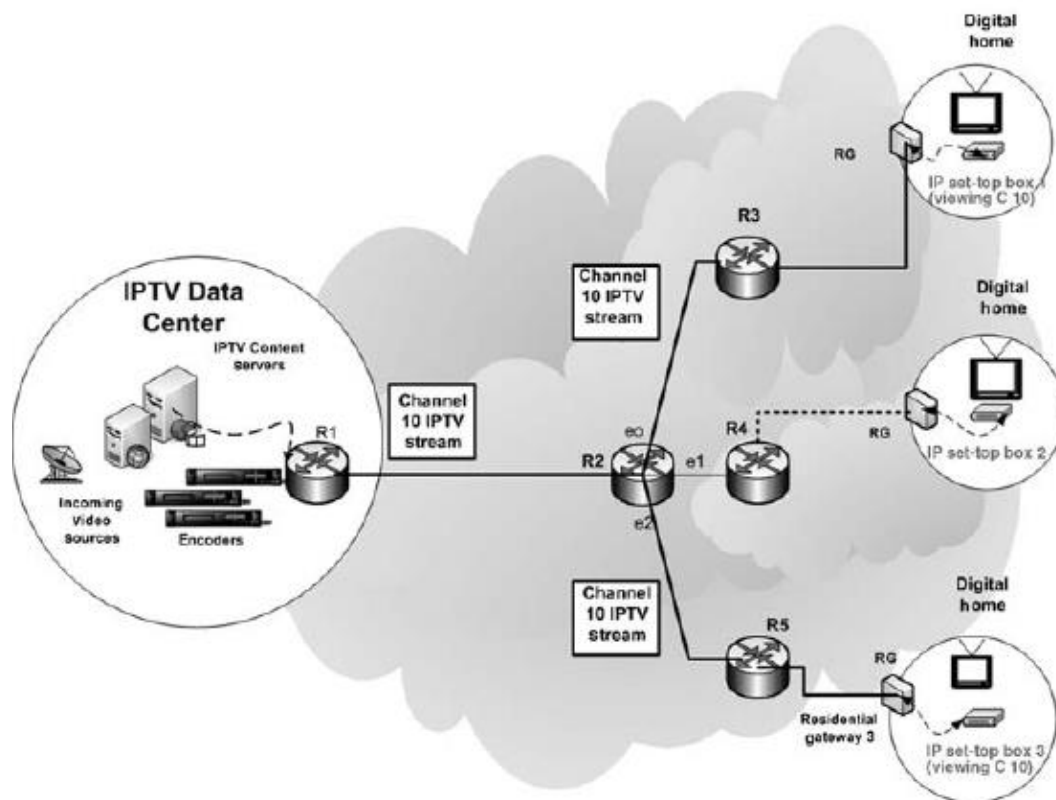 Digital
home
RG
IP set-top box 1
(viewing C 10)
R3
Channel
10 IPTV
stream
IPTV Data
Center
IPTV Content
servers
R1
Incoming
Video
sources
Encoders
Channel
10 IPTV
stream
R2
eo
e1
e2
R4
Digital
home
RG
IP set-top box 2
Channel
10 IPTV
stream
R5
Residential
gateway 3
RG
Digital
home
IP set-top box 3
(viewing C 10)